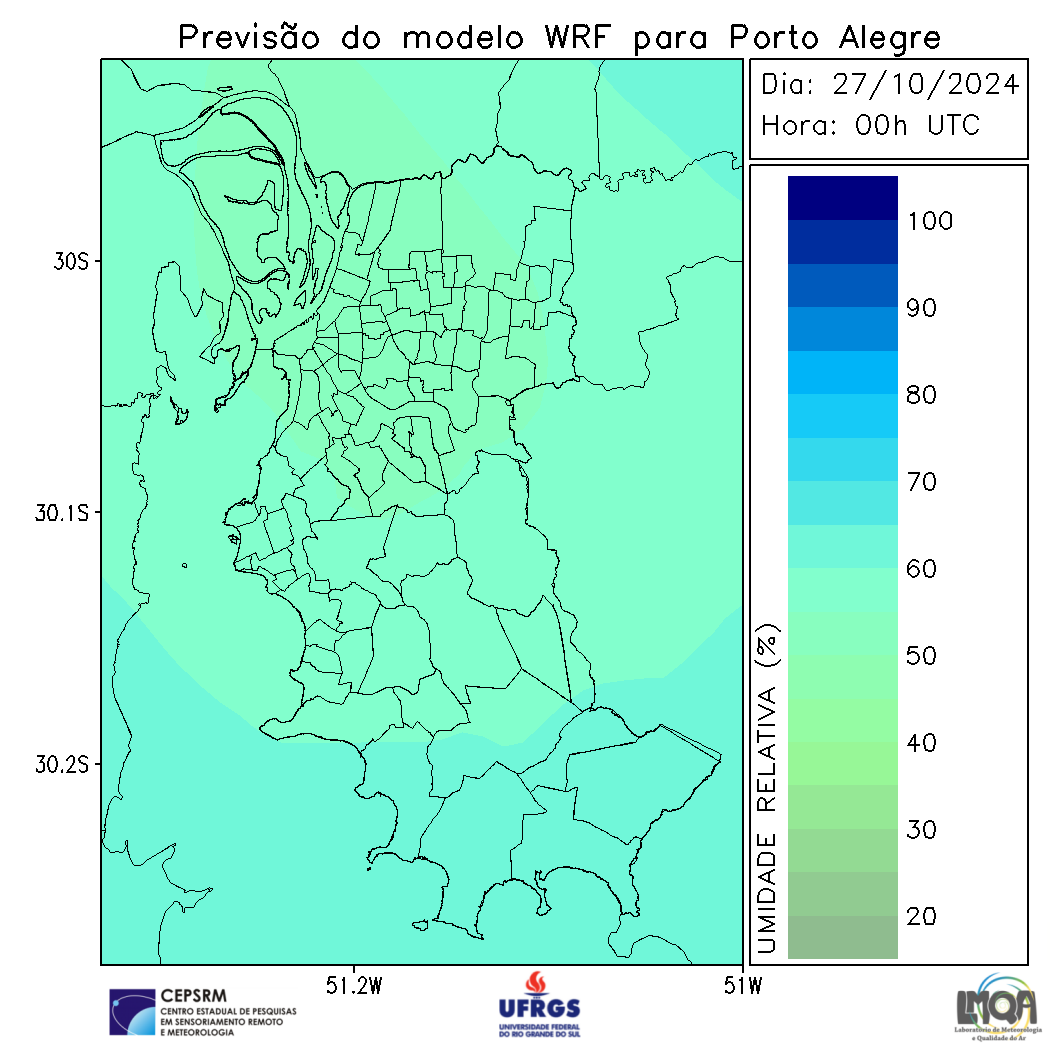 Previsão do modelo WRF para Porto Alegre
Dia: 27/10/2024
Hora: 00h UTC
100
90
80
70
60
50
40
30
20
UMIDADE RELATIVA (%)
30S
30.1S
30.2S
51.2W
51W
CEPSRM
CENTRO ESTADUAL DE PESQUISAS
EM SENSORIAMENTO REMOTO
E METEOROLOGIA
UFRGS
UNIVERSIDADE FEDERAL
DO RIO GRANDE DO SUL
LMQA
Laboratório de Meteorologia
e Qualidade do Ar